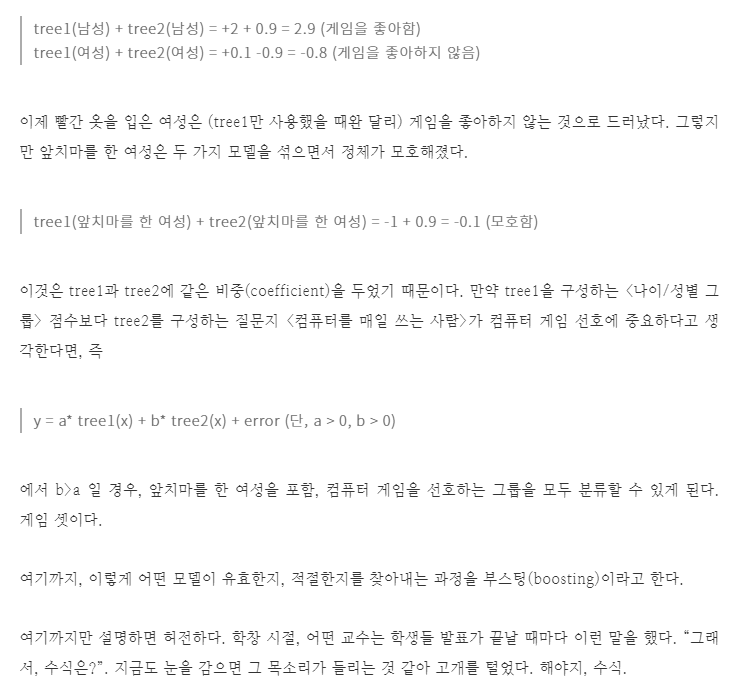 tree1(남성) + tree2(남성) = +2 + 0.9 = 2.9 (게임을 좋아함)
tree1(여성) + tree2(여성) = +0.1 -0.9 = -0.8 (게임을 좋아하지 않음)
이제 빨간 옷을 입은 여성은 (tree1만 사용했을 때완 달리) 게임을 좋아하지 않는 것으로 드러났다. 그렇지
만 앞치마를 한 여성은 두 가지 모델을 섞으면서 정체가 모호해졌다.
tree1(앞치마를 한 여성) + tree2(앞치마를 한 여성) = -1 + 0.9 = -0.1 (모호함)
이것은 tree1과 tree2에 같은 비중(coefficient)을 두었기 때문이다. 만약 tree1을 구성하는 <나이/성별 그
룹> 점수보다 tree2를 구성하는 질문지 <컴퓨터를 매일 쓰는 사람>가 컴퓨터 게임 선호에 중요하다고 생
각한다면, 즉
y = a* tree1(x) + b* tree2(x) + error (단, a > 0, b > 0)
에서 b>a 일 경우, 앞치마를 한 여성을 포함, 컴퓨터 게임을 선호하는 그룹을 모두 분류할 수 있게 된다.
게임 셋이다.
여기까지, 이렇게 어떤 모델이 유효한지, 적절한지를 찾아내는 과정을 부스팅(boosting)이라고 한다.
여기까지만 설명하면 허전하다. 학창 시절, 어떤 교수는 학생들 발표가 끝날 때마다 이런 말을 했다. “그래
서, 수식은?”. 지금도 눈을 감으면 그 목소리가 들리는 것 같아 고개를 털었다. 해야지, 수식.